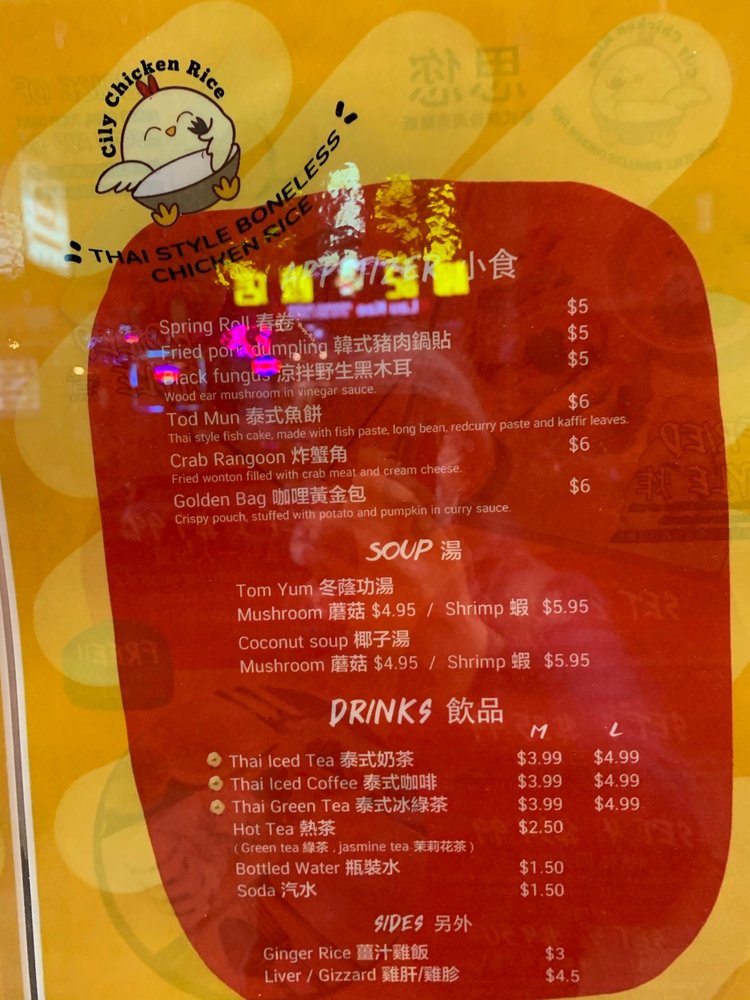 Cily Chicken Rice
THAI STYLE BONELESS
CHICKEN RICE
思您
APPETIZER 小食
Spring Roll 春卷 $5
Fried pork dumpling 韓式豬肉鍋貼 $5
Black fungus 涼拌野生黑木耳 $5
Wood ear mushroom in vinegar sauce.
Tod Mun 泰式魚餅 $6
Thai style fish cake, made with fish paste, long bean, redcurry paste and kaffir leaves.
Crab Rangoon 炸蟹角 $6
Fried wonton filled with crab meat and cream cheese.
Golden Bag 咖哩黃金包 $6
Crispy pouch, stuffed with potato and pumpkin in curry sauce.
SOUP 湯
Tom Yum 冬蔭功湯
Mushroom 蘑菇 $4.95 / Shrimp 蝦 $5.95
Coconut soup 椰子湯
Mushroom 蘑菇 $4.95 / Shrimp 蝦 $5.95
DRINKS 飲品
M L
Thai Iced Tea 泰式奶茶 $3.99 $4.99
Thai Iced Coffee 泰式咖啡 $3.99 $4.99
Thai Green Tea 泰式冰綠茶 $3.99 $4.99
Hot Tea 熱茶 $2.50
(Green tea 綠茶 , jasmine tea 茉莉花茶)
Bottled Water 瓶裝水 $1.50
Soda 汽水 $1.50
SIDES 另外
Ginger Rice 薑汁雞飯 $3
Liver / Gizzard 雞肝/雞胗 $4.5